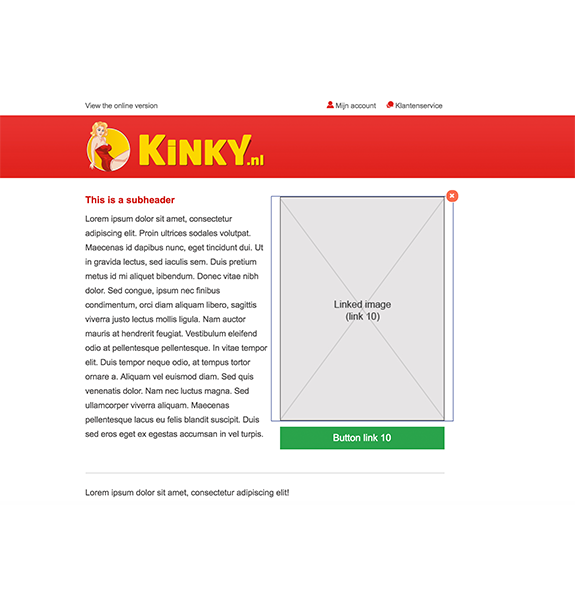 View the online version
Mijn account
Klantenservice
KiNKY.nl
This is a subheader
Lorem ipsum dolor sit amet, consectetur
adipiscing elit. Proin ultrices sodales volutpat.
Maecenas id dapibus nunc, eget tincidunt dui. Ut
in gravida lectus, sed iaculis sem. Duis pretium
metus id mi aliquet bibendum. Donec vitae nibh
dolor. Sed congue, ipsum nec finibus
condimentum, orci diam aliquam libero, sagittis
viverra justo lectus mollis ligula. Nam auctor
mauris at hendrerit feugiat. Vestibulum eleifend
odio at pellentesque pellentesque. In vitae tempor
elit. Duis tempor neque odio, at tempus tortor
ornare a. Aliquam vel euismod diam. Sed quis
venenatis dolor. Nam nec luctus magna. Sed
ullamcorper viverra aliquam. Maecenas
pellentesque lacus eu felis blandit suscipit. Duis
sed eros eget ex egestas accumsan in vel turpis.
Linked image
(link 10)
Button link 10
Lorem ipsum dolor sit amet, consectetur adipiscing elit!